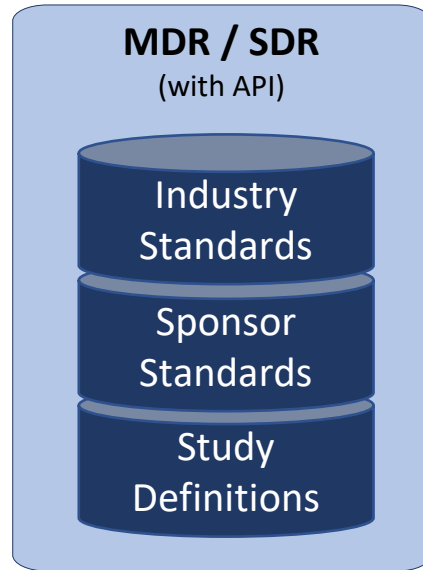 MDR / SDR
(with API)
Industry
Standards
Sponsor
Standards
Study
Definitions